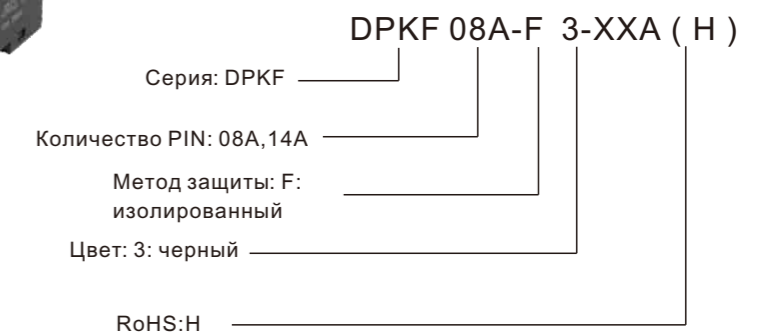 DPKF 08A-F 3-XXA ( H )
Серия: DPKF
Количество PIN: 08A,14A
Метод защиты: F:
изолированный
Цвет: 3: черный
RoHS:H